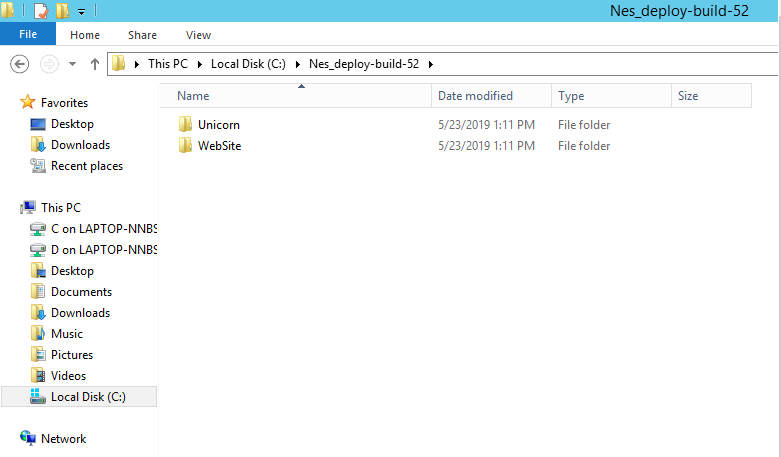 Nes_deploy-build-52
File Home Share View
This PC Local Disk (C:) Nes_deploy-build-52
Name Date modified Type Size
Favorites
Desktop
Downloads
Recent places
This PC
C on LAPTOP-NNBS
D on LAPTOP-NNBS
Desktop
Documents
Downloads
Music
Pictures
Videos
Local Disk (C:)
Network
Unicorn 5/23/2019 1:11 PM File folder
WebSite 5/23/2019 1:11 PM File folder